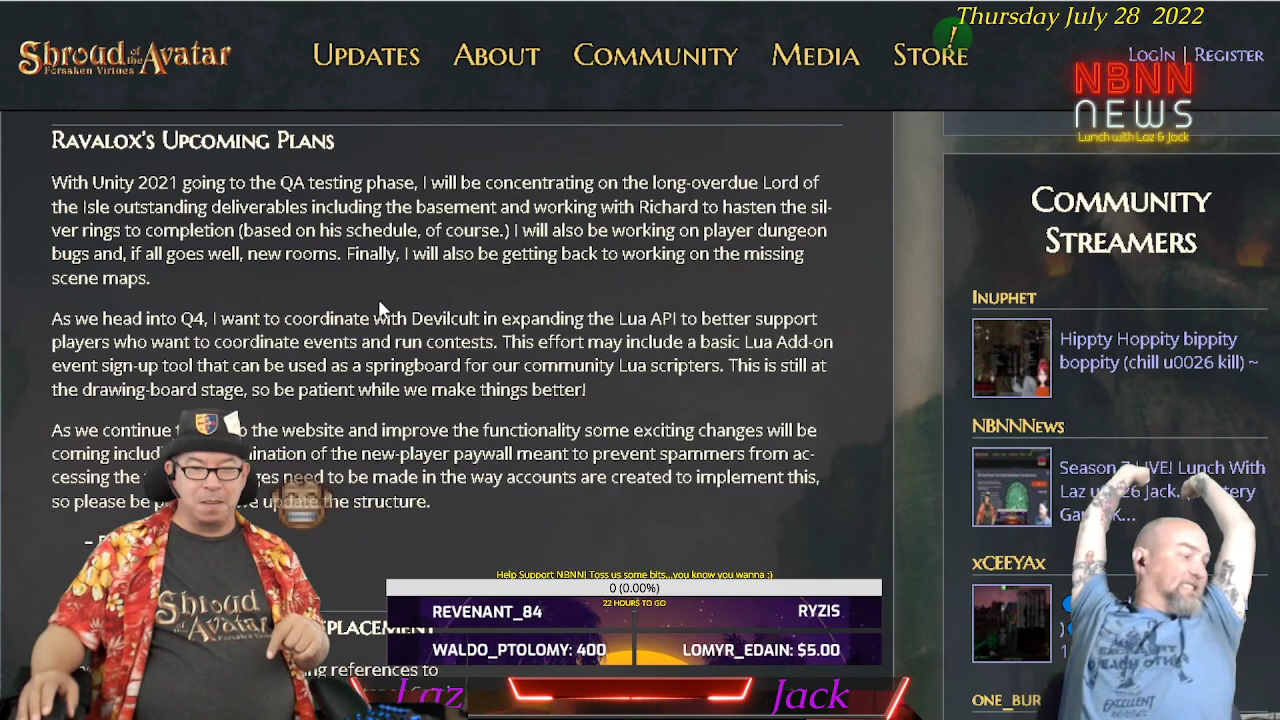 Thursday July 28 2022
Shroud of the Avatar
Forsaken Virtues
Updates About Community Media Store
LogIn | Register
!
NBNN
NEWS
Lunch with Laz & Jack
Ravalox's Upcoming Plans
With Unity 2021 going to the QA testing phase, I will be concentrating on the long-overdue Lord of
the Isle outstanding deliverables including the basement and working with Richard to hasten the sil-
ver rings to completion (based on his schedule, of course.) I will also be working on player dungeon
bugs and, if all goes well, new rooms. Finally, I will also be getting back to working on the missing
scene maps.
As we head into Q4, I want to coordinate with Devilcult in expanding the Lua API to better support
players who want to coordinate events and run contests. This effort may include a basic Lua Add-on
event sign-up tool that can be used as a springboard for our community Lua scripters. This is still at
the drawing-board stage, so be patient while we make things better!
As we continue the website and improve the functionality some exciting changes will be
coming of the new-player paywall meant to prevent spammers from ac-
cessing the need to be made in the way accounts are created to implement this,
so please be update the structure.
Community
Streamers
Inuphet
Hippty Hoppity bippity
boppity (chill u0026 kill) ~
NBNNNews
Season LIVE! Lunch With
Laz Jack.
xCEEYAx
ONE_BUR
Shroud
of the Avatar
EACH OTHER
EXCELLENT
Help Support NBNN! Toss us some bits...you know you wanna :)
0 (0.00%)
22 HOURS TO GO
REVENANT_84 RYZIS
WALDO_PTOLOMY: 400 LOMYR_EDAIN: $5.00
references to
Laz Jack